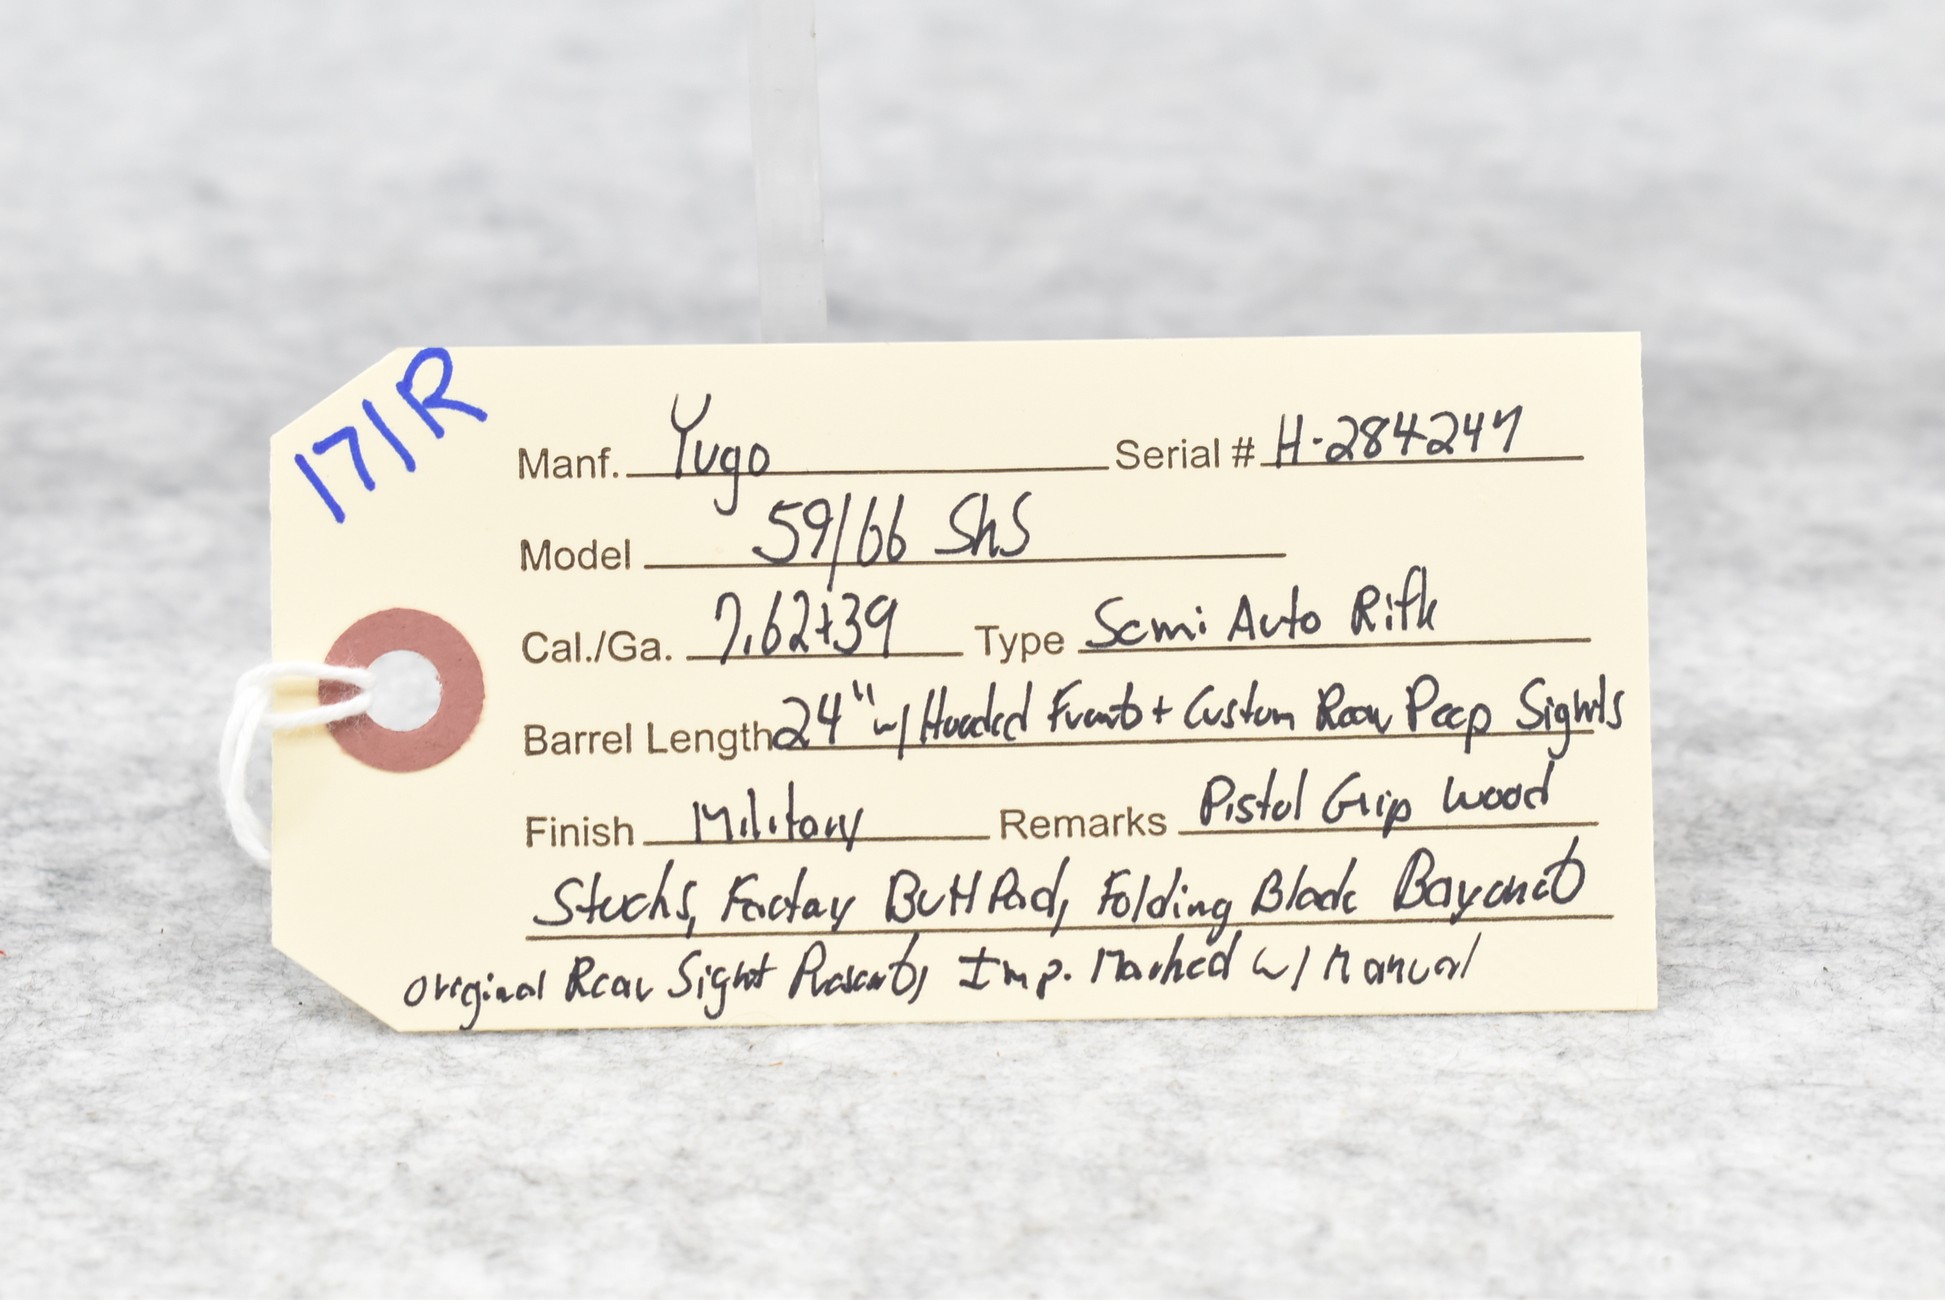 171R
Manf. Yugo Serial # H-284247
Model 59/66 SKS
Cal./Ga. 7.62+39 Type Semi Auto Rifle
Barrel Length 24" w/ Hooded Front + Custom Rear Peep Sights
Finish Military Remarks Pistol Grip Wood
Stocks, Factory Butt Pad, Folding Blade Bayonet
Original Rear Sight Present, Imp. Marked w/ Manual